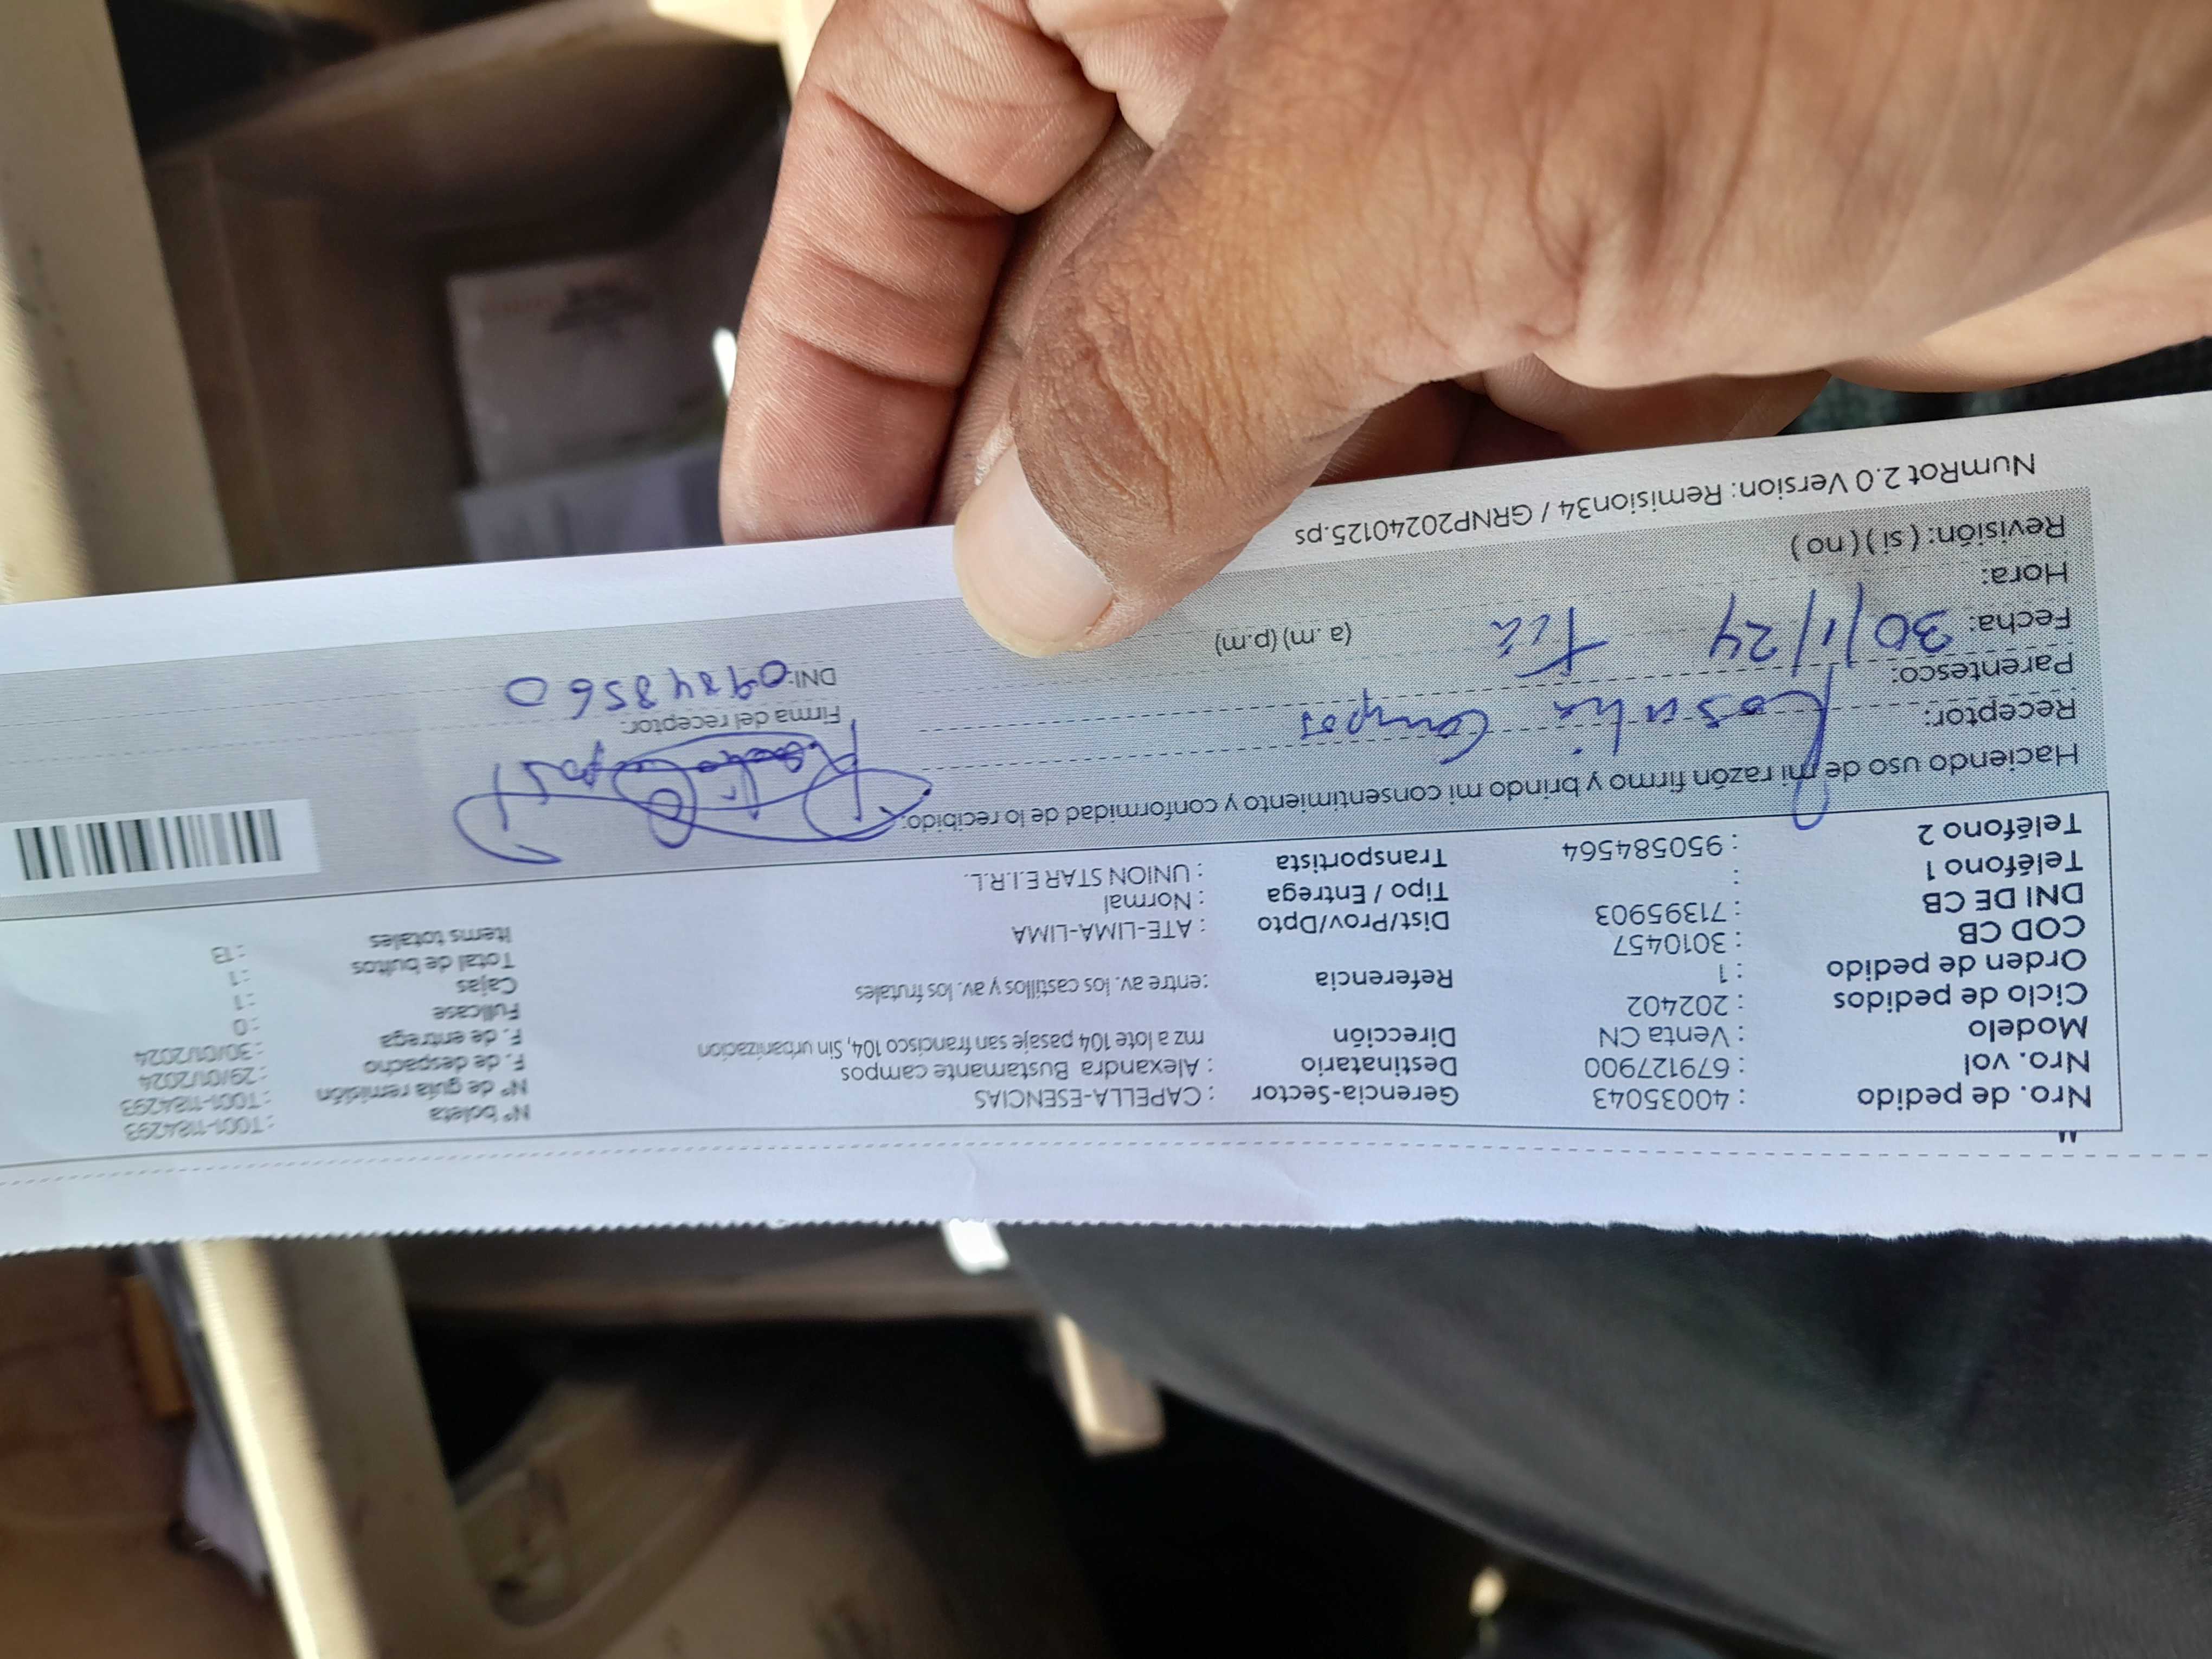 Nro. de pedido : 40035043 Gerencia-Sector : CAPELLA-ESENCIAS N° boleta : T001-1184293
Nro. vol : 679127900 Destinatario : Alexandra Bustamante campos N° de guia remisión : T001-1184293
Modelo : Venta CN Dirección mz a lote 104 pasaje san francisco 104, Sin urbanizacion F. de despacho : 29/01/2024
Ciclo de pedidos : 202402 F. de entrega : 30/01/2024
Orden de pedido : 1 Referencia :entre av. los castillos y av. los frutales Fullcase : 0
COD CB : 3010457 Cajas : 1
DNI DE CB : 71395903 Dist/Prov/Dpto : ATE-LIMA-LIMA Total de bultos : 1
Teléfono 1 : Tipo / Entrega : Normal Items totales : 13
Teléfono 2 : 950584564 Transportista : UNION STAR E.I.R.L.
Haciendo uso de mi razón firmo y brindo mi consentimiento y conformidad de lo recibido:
Receptor: Rosalia Campos Firma del receptor:
Parentesco: Tia DNI: 09848560
Fecha: 30/1/24
Hora: (a .m) (p.m)
Revisión: ( si ) ( no )
NumRot 2.0 Version: Remision34 / GRNP20240125.ps